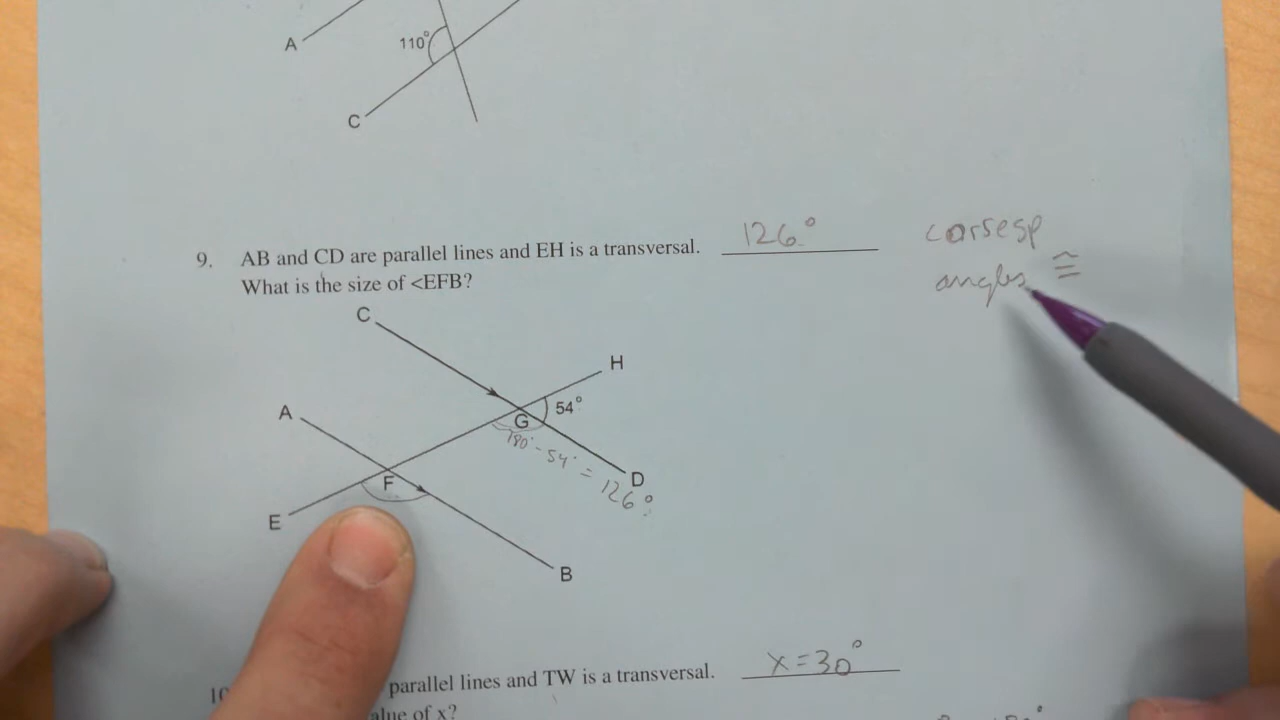 A
110°
C
9. AB and CD are parallel lines and EH is a transversal. 126°
What is the size of <EFB?
corsesp
angles ≅
C
H
A
54°
G
180° - 54° = 126°
D
F
E
B
parallel lines and TW is a transversal. x=30°
alue of x?